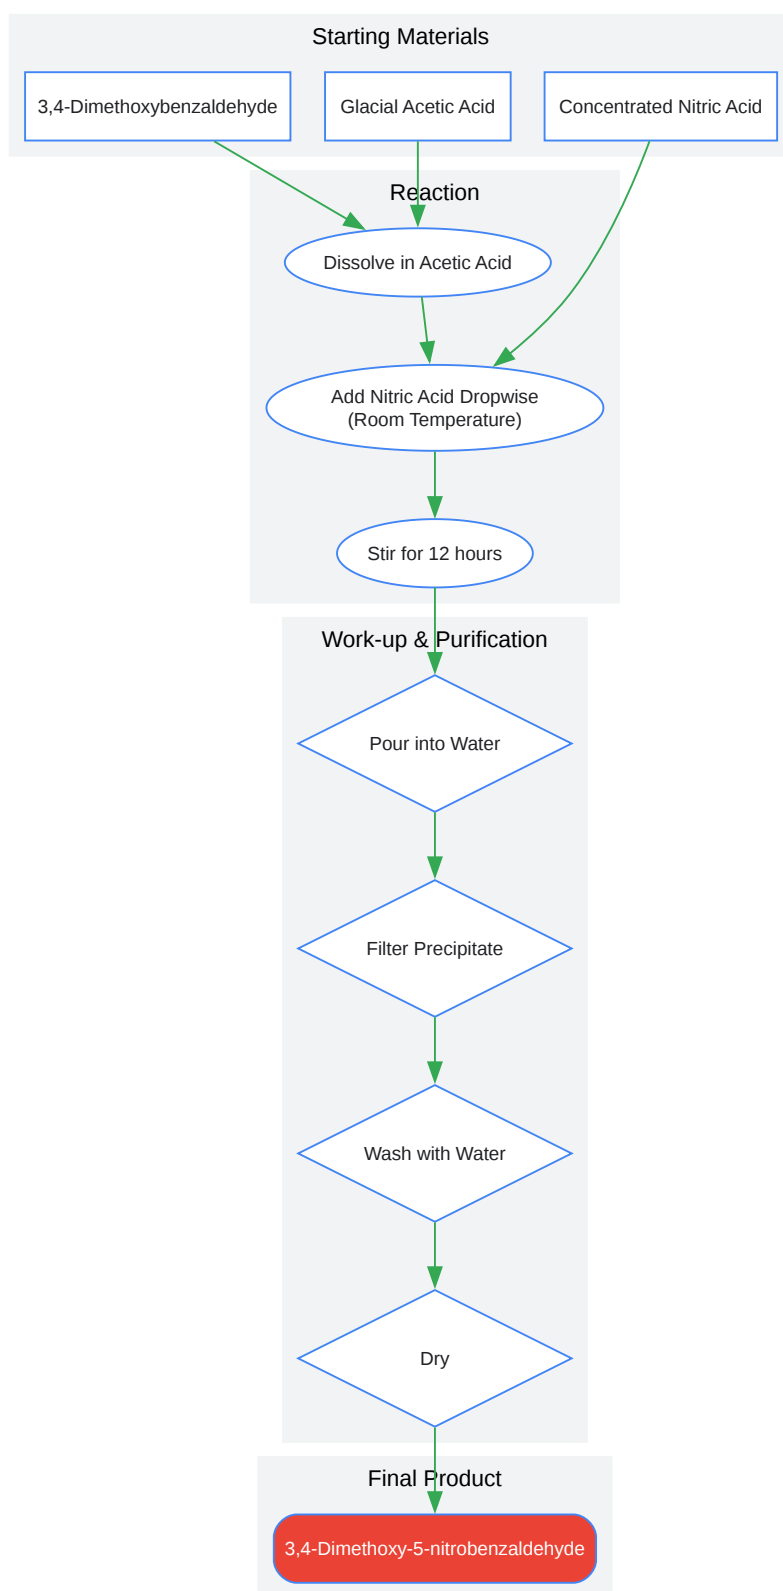 Starting Materials
3,4-Dimethoxybenzaldehyde
Glacial Acetic Acid
Concentrated Nitric Acid
Reaction
Dissolve in Acetic Acid
Add Nitric Acid Dropwise
(Room Temperature)
Stir for 12 hours
Work-up & Purification
Pour into Water
Filter Precipitate
Wash with Water
Dry
Final Product
3,4-Dimethoxy-5-nitrobenzaldehyde